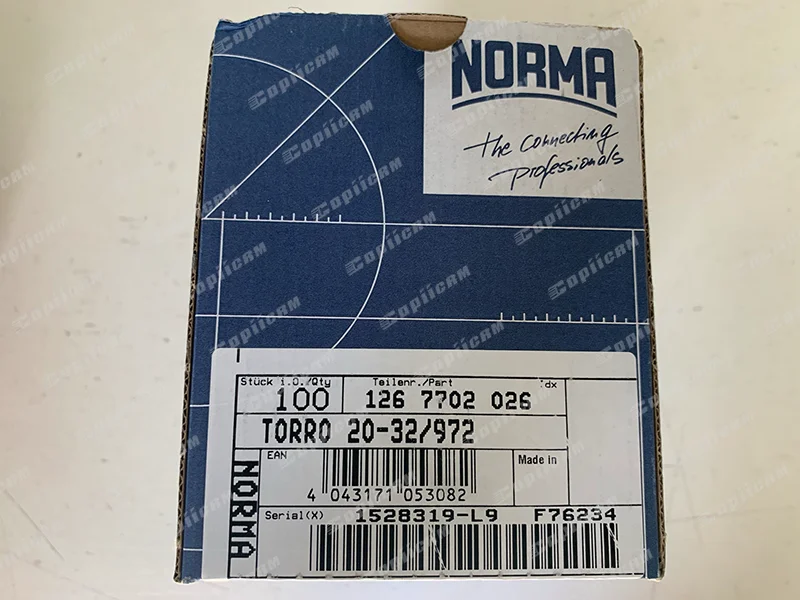 NORMA
the connecting
professionals
Stück i.O./Qty
Teilenr./Part
Idx
100
126 7702 026
TORRO 20-32/972
EAN
Made in
4 043171 053082
NORMA
Serial(X)
1528319-L9 F76234
Copiicam